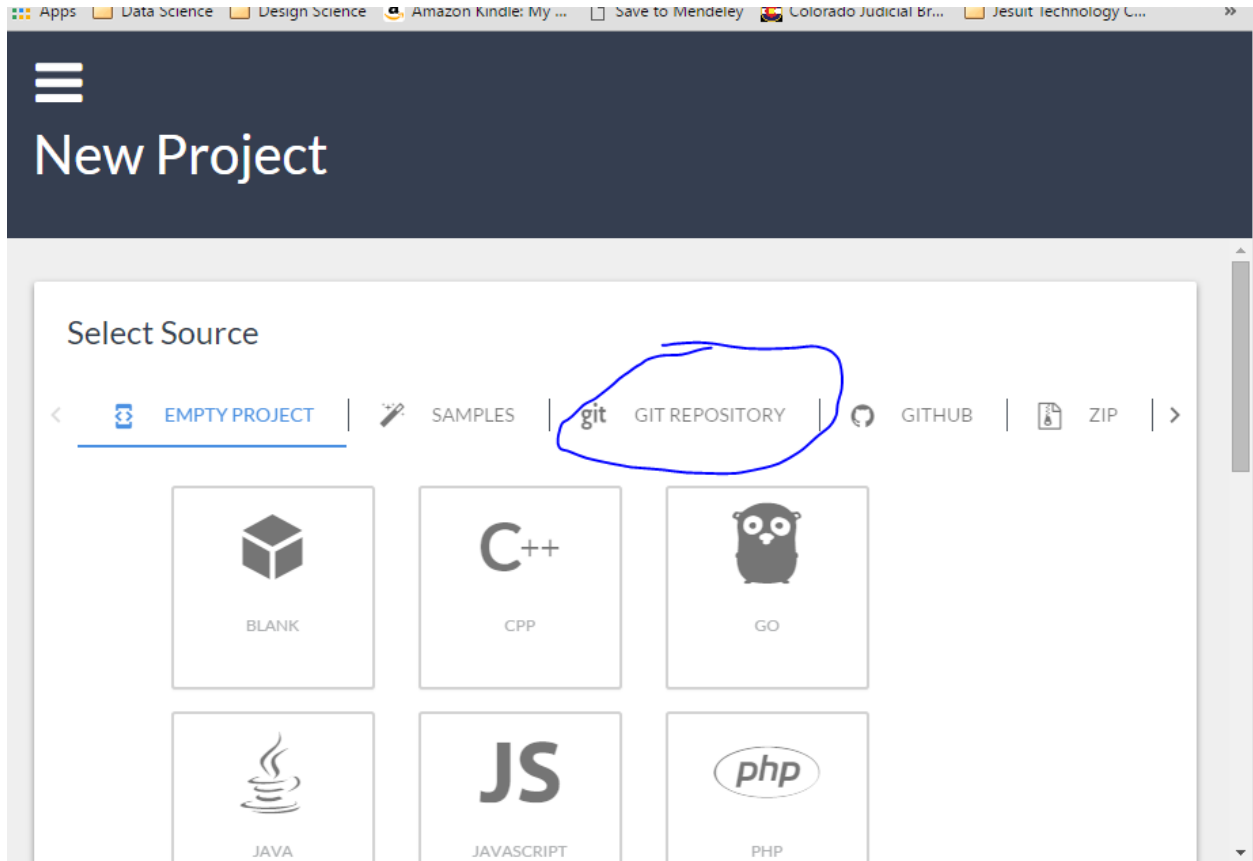 Apps Data Science Design Science Amazon Kindle: My ... Save to Mendeley Colorado Judicial Br... Jesuit Technology C... »
New Project
Select Source
EMPTY PROJECT SAMPLES git GIT REPOSITORY GITHUB ZIP
C++
BLANK CPP GO
JS php
JAVA JAVASCRIPT PHP